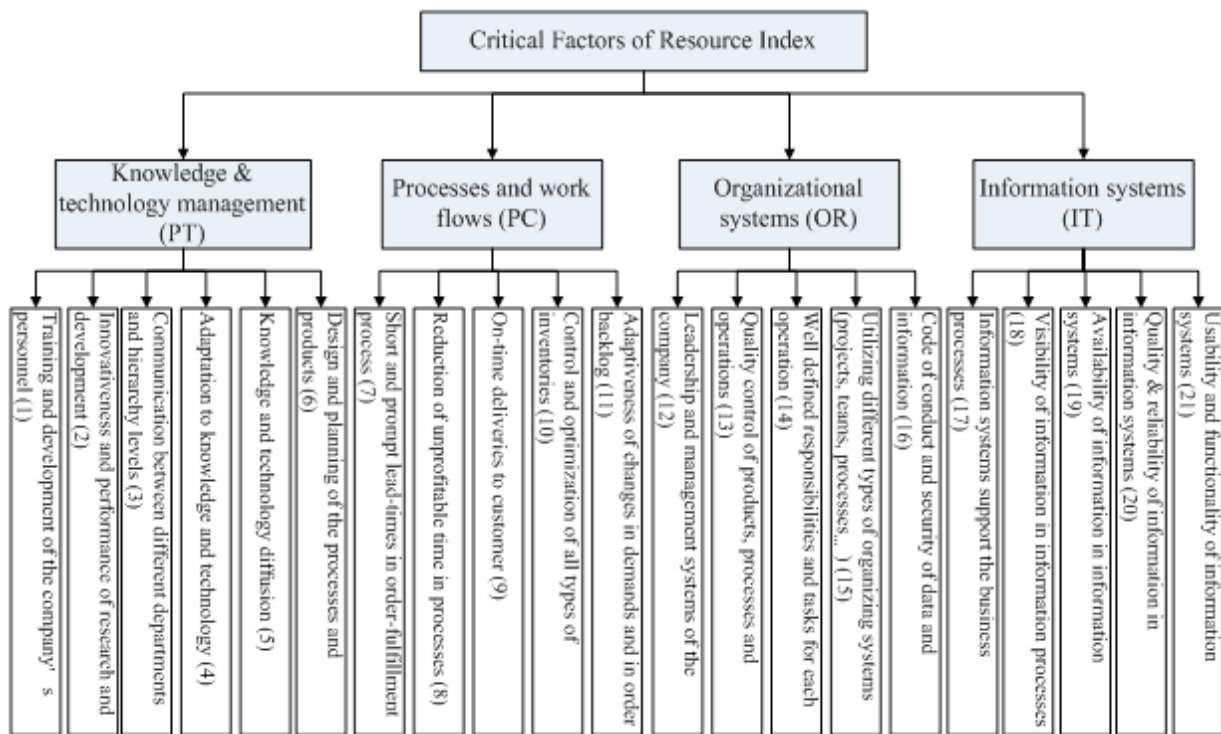 Critical Factors of Resource Index
Knowledge &
technology management
(PT)
Processes and work
flows (PC)
Organizational
systems (OR)
Information systems
(IT)
Training and development of the company' s
personnel (1)
Innovativeness and performance of research and
development (2)
Communication between different departments
and hierarchy levels (3)
Adaptation to knowledge and technology (4)
Knowledge and technology diffusion (5)
Design and planning of the processes and
products (6)
Short and prompt lead-times in order-fulfillment
process (7)
Reduction of unprofitable time in processes (8)
On-time deliveries to customer (9)
Control and optimization of all types of
inventories (10)
Adaptiveness of changes in demands and in order
backlog (11)
Leadership and management systems of the
company (12)
Quality control of products, processes and
operations (13)
Well defined responsibilities and tasks for each
operation (14)
Utilizing different types of organizing systems
(projects, teams, processes... ) (15)
Code of conduct and security of data and
information (16)
Information systems support the business
processes (17)
Visibility of information in information processes
(18)
Availability of information in information
systems (19)
Quality & reliability of information in
information systems (20)
Usability and functionality of information
systems (21)